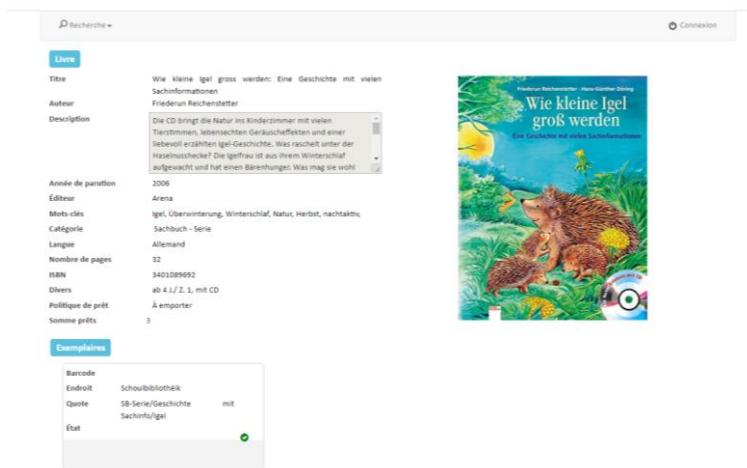 Recherche
Connexion
Livre
Titre Wie kleine Igel gross werden: Eine Geschichte mit vielen
Sachinformationen
Auteur Friederun Reichenstetter
Description Die CD bringt die Natur ins Kinderzimmer mit vielen
Tierstimmen, lebensechten Geräuscheffekten und einer
liebevoll erzählten Igel-Geschichte. Was raschelt unter der
Haselnusshecke? Die Igelfrau ist aus ihrem Winterschlaf
aufgewacht und hat einen Bärenhunger. Was mag sie wohl
Année de parution 2006
Éditeur Arena
Mots-clés Igel, Überwinterung, Winterschlaf, Natur, Herbst, nachtaktiv,
Catégorie Sachbuch - Serie
Langue Allemand
Nombre de pages 32
ISBN 3401089692
Divers ab 4 J./ Z. 1, mit CD
Politique de prêt À emporter
Somme prêts 3
Friederun Reichenstetter · Hans-Günther Döring
Wie kleine Igel
groß werden
Eine Geschichte mit vielen Sachinformationen
Exemplaires
Barcode
Endroit Schoulbibliothéik
Quote SB-Serie/Geschichte mit
Sachinfo/Igel
État